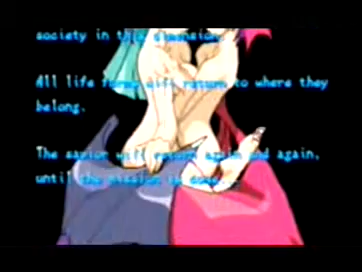 society in this dimension.
All life forms will return to where they
belong.
The savior will return again and again,
until the mission is done.